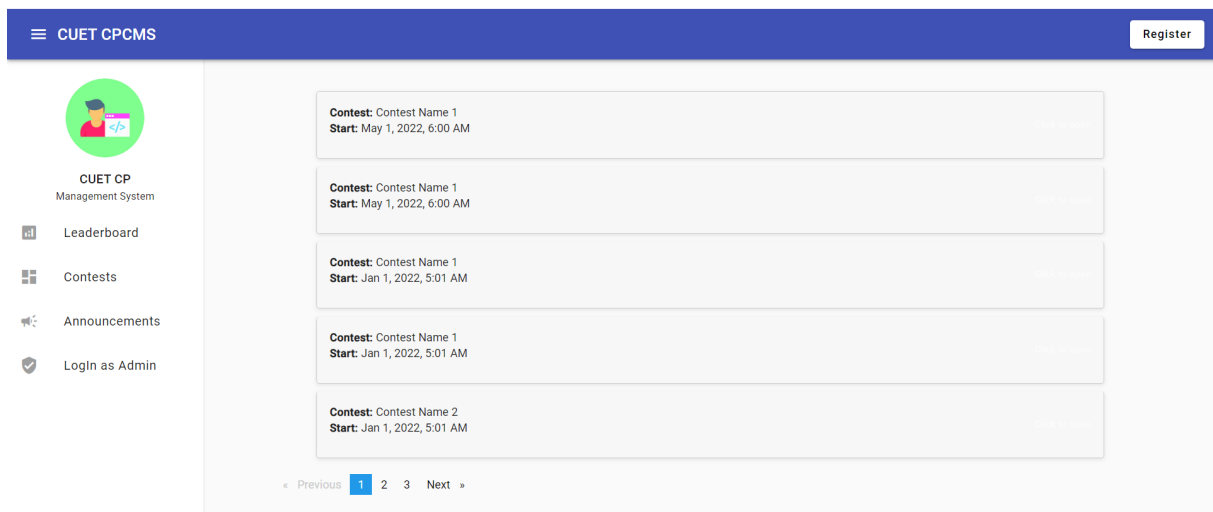 CUET CPCMS
Register
CUET CP
Management System
Leaderboard
Contests
Announcements
LogIn as Admin
Contest: Contest Name 1
Start: May 1, 2022, 6:00 AM
Contest: Contest Name 1
Start: May 1, 2022, 6:00 AM
Contest: Contest Name 1
Start: Jan 1, 2022, 5:01 AM
Contest: Contest Name 1
Start: Jan 1, 2022, 5:01 AM
Contest: Contest Name 2
Start: Jan 1, 2022, 5:01 AM
« Previous 1 2 3 Next »